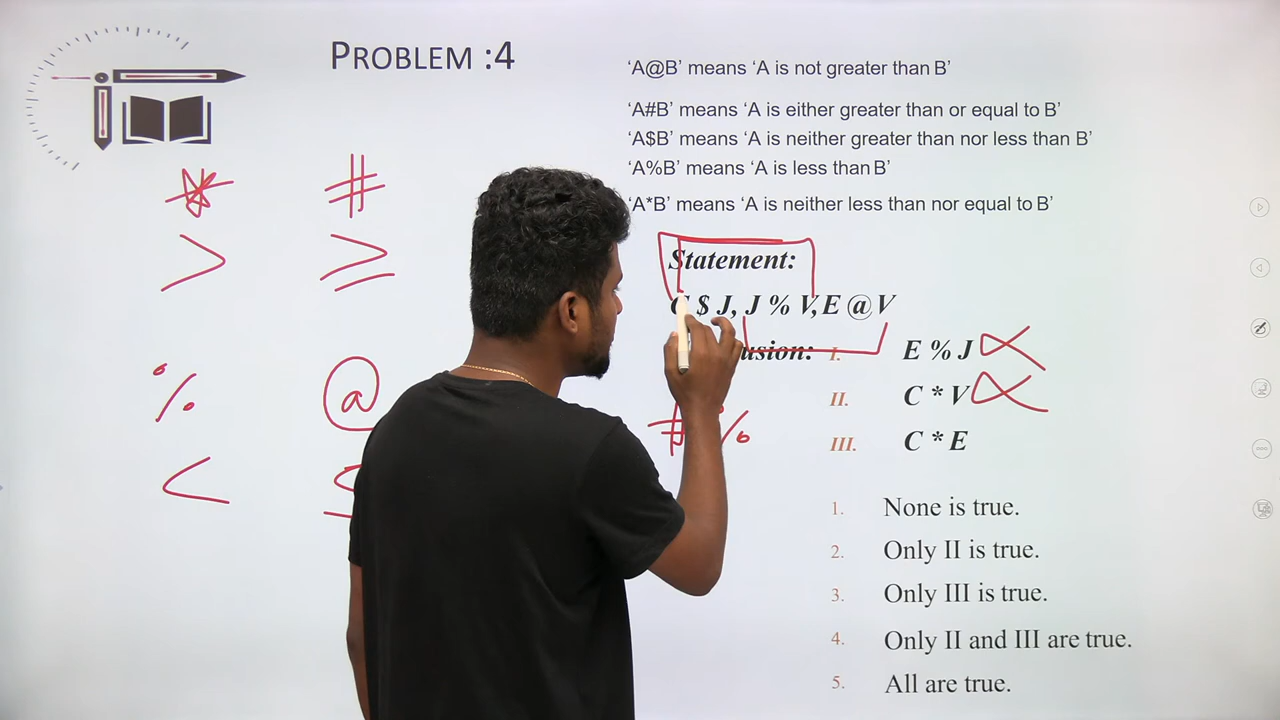 PROBLEM :4
‘A@B’ means ‘A is not greater than B’
‘A#B’ means ‘A is either greater than or equal to B’
‘A$B’ means ‘A is neither greater than nor less than B’
‘A%B’ means ‘A is less than B’
‘A*B’ means ‘A is neither less than nor equal to B’
* #
> ≥
% @
<
Statement:
C $ J, J % V, E @ V
usion:
I. E % J
II. C * V
III. C * E
# %
1. None is true.
2. Only II is true.
3. Only III is true.
4. Only II and III are true.
5. All are true.